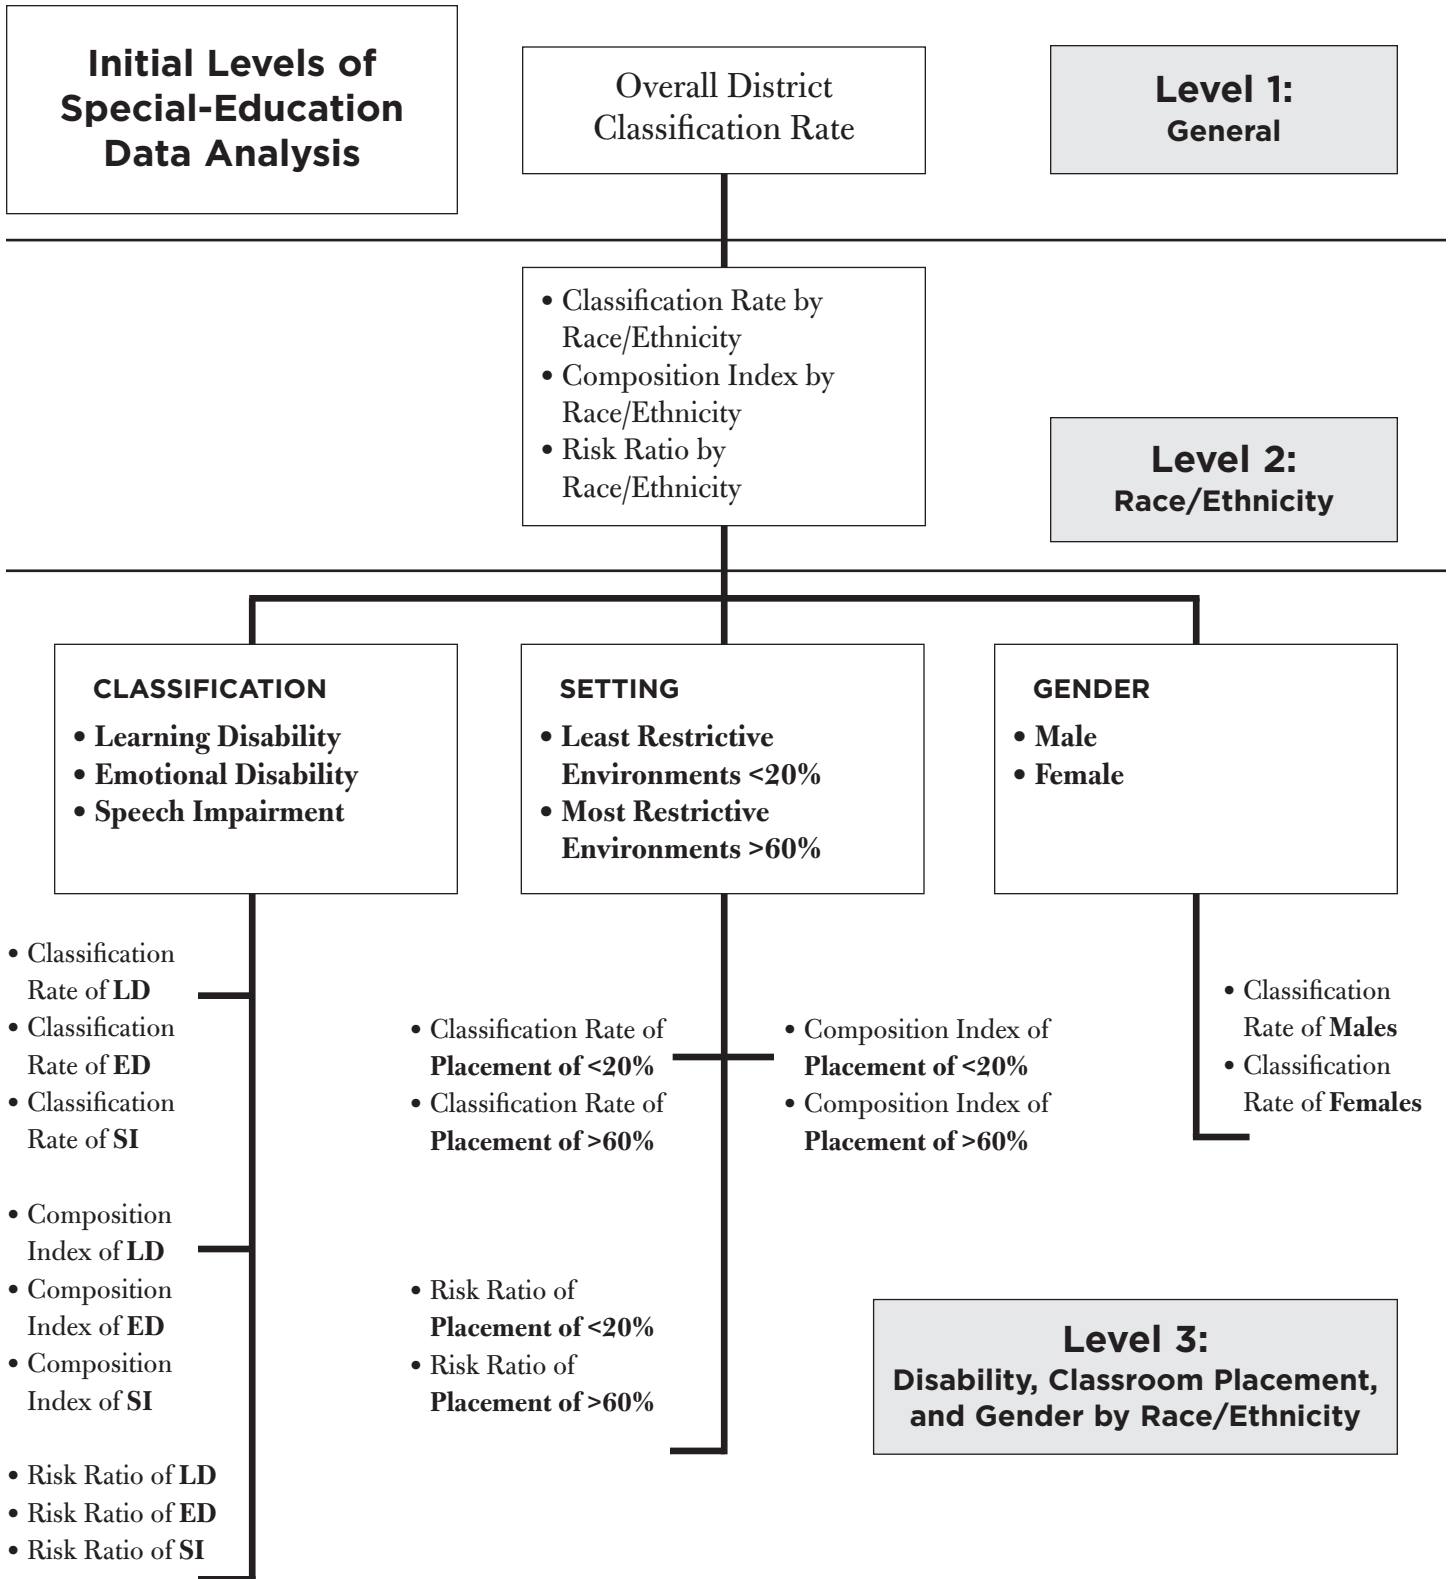 Initial Levels of
Special-Education
Data Analysis
Overall District
Classification Rate
Level 1:
General
• Classification Rate by
Race/Ethnicity
• Composition Index by
Race/Ethnicity
• Risk Ratio by
Race/Ethnicity
Level 2:
Race/Ethnicity
CLASSIFICATION
• Learning Disability
• Emotional Disability
• Speech Impairment
SETTING
• Least Restrictive
Environments <20%
• Most Restrictive
Environments >60%
GENDER
• Male
• Female
• Classification
Rate of LD
• Classification
Rate of ED
• Classification
Rate of SI
• Composition
Index of LD
• Composition
Index of ED
• Composition
Index of SI
• Risk Ratio of LD
• Risk Ratio of ED
• Risk Ratio of SI
• Classification Rate of
Placement of <20%
• Classification Rate of
Placement of >60%
• Composition Index of
Placement of <20%
• Composition Index of
Placement of >60%
• Risk Ratio of
Placement of <20%
• Risk Ratio of
Placement of >60%
• Classification
Rate of Males
• Classification
Rate of Females
Level 3:
Disability, Classroom Placement,
and Gender by Race/Ethnicity